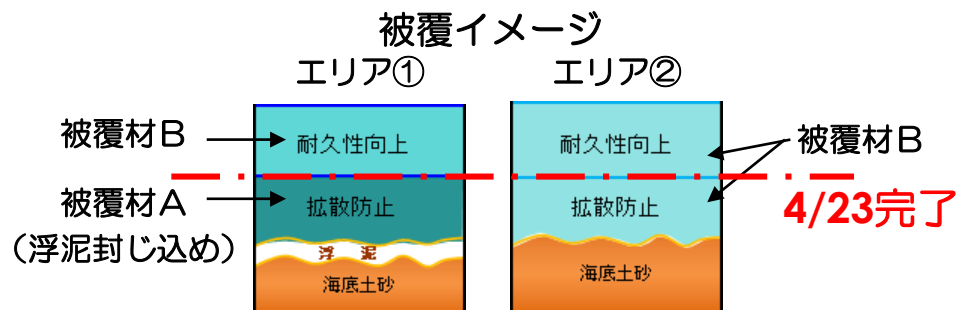 被覆イメージ
エリア①
エリア②
被覆材B
耐久性向上
耐久性向上
被覆材B
被覆材A
(浮泥封じ込め)
拡散防止
拡散防止
4/23完了
浮 泥
海底土砂
海底土砂